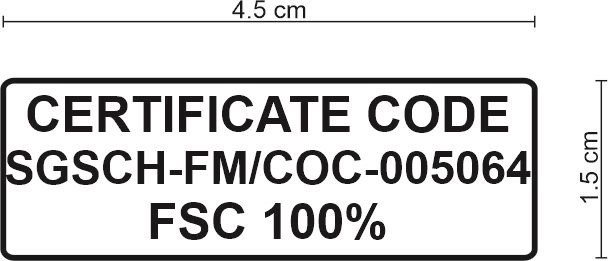 4.5 cm
CERTIFICATE CODE
SGSCH-FM/COC-005064
FSC 100%
1.5 cm